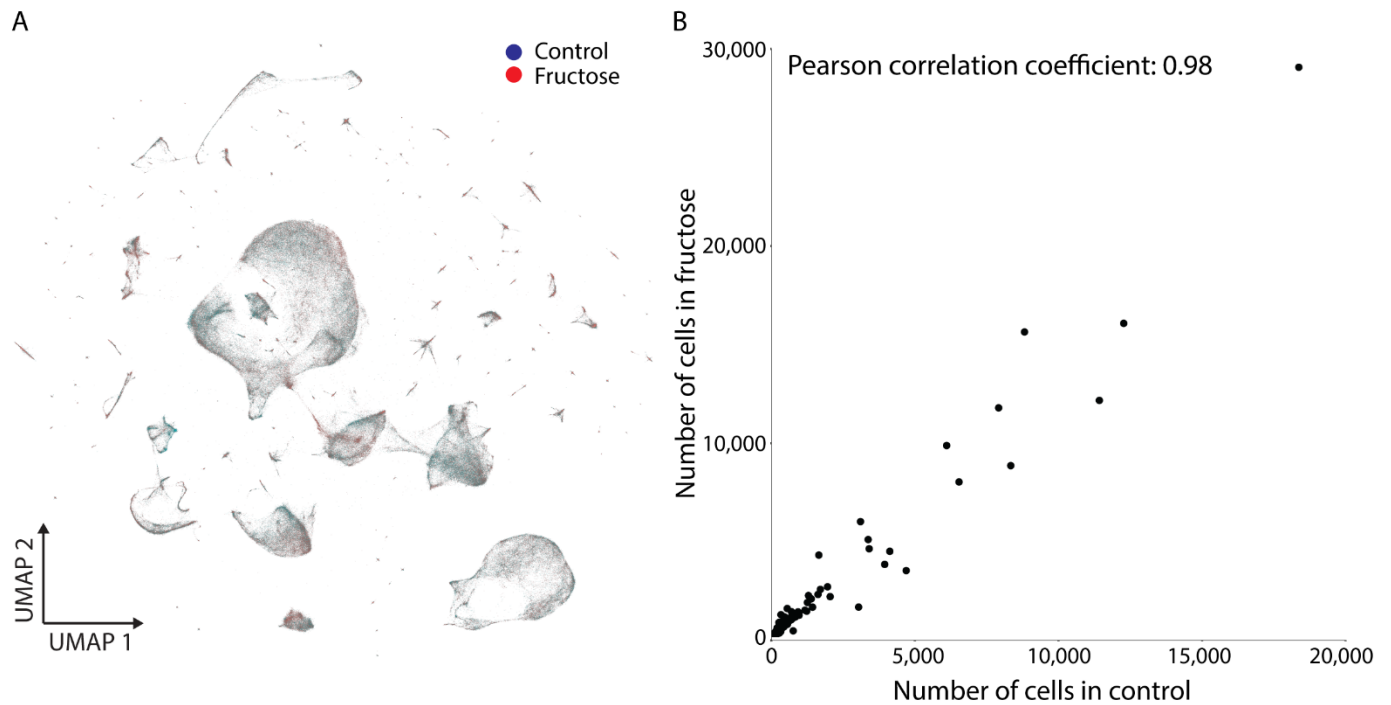 A
Control
Fructose
UMAP 2
UMAP 1
B
Pearson correlation coefficient: 0.98
Number of cells in fructose
30,000
20,000
10,000
0
0
5,000
10,000
15,000
20,000
Number of cells in control